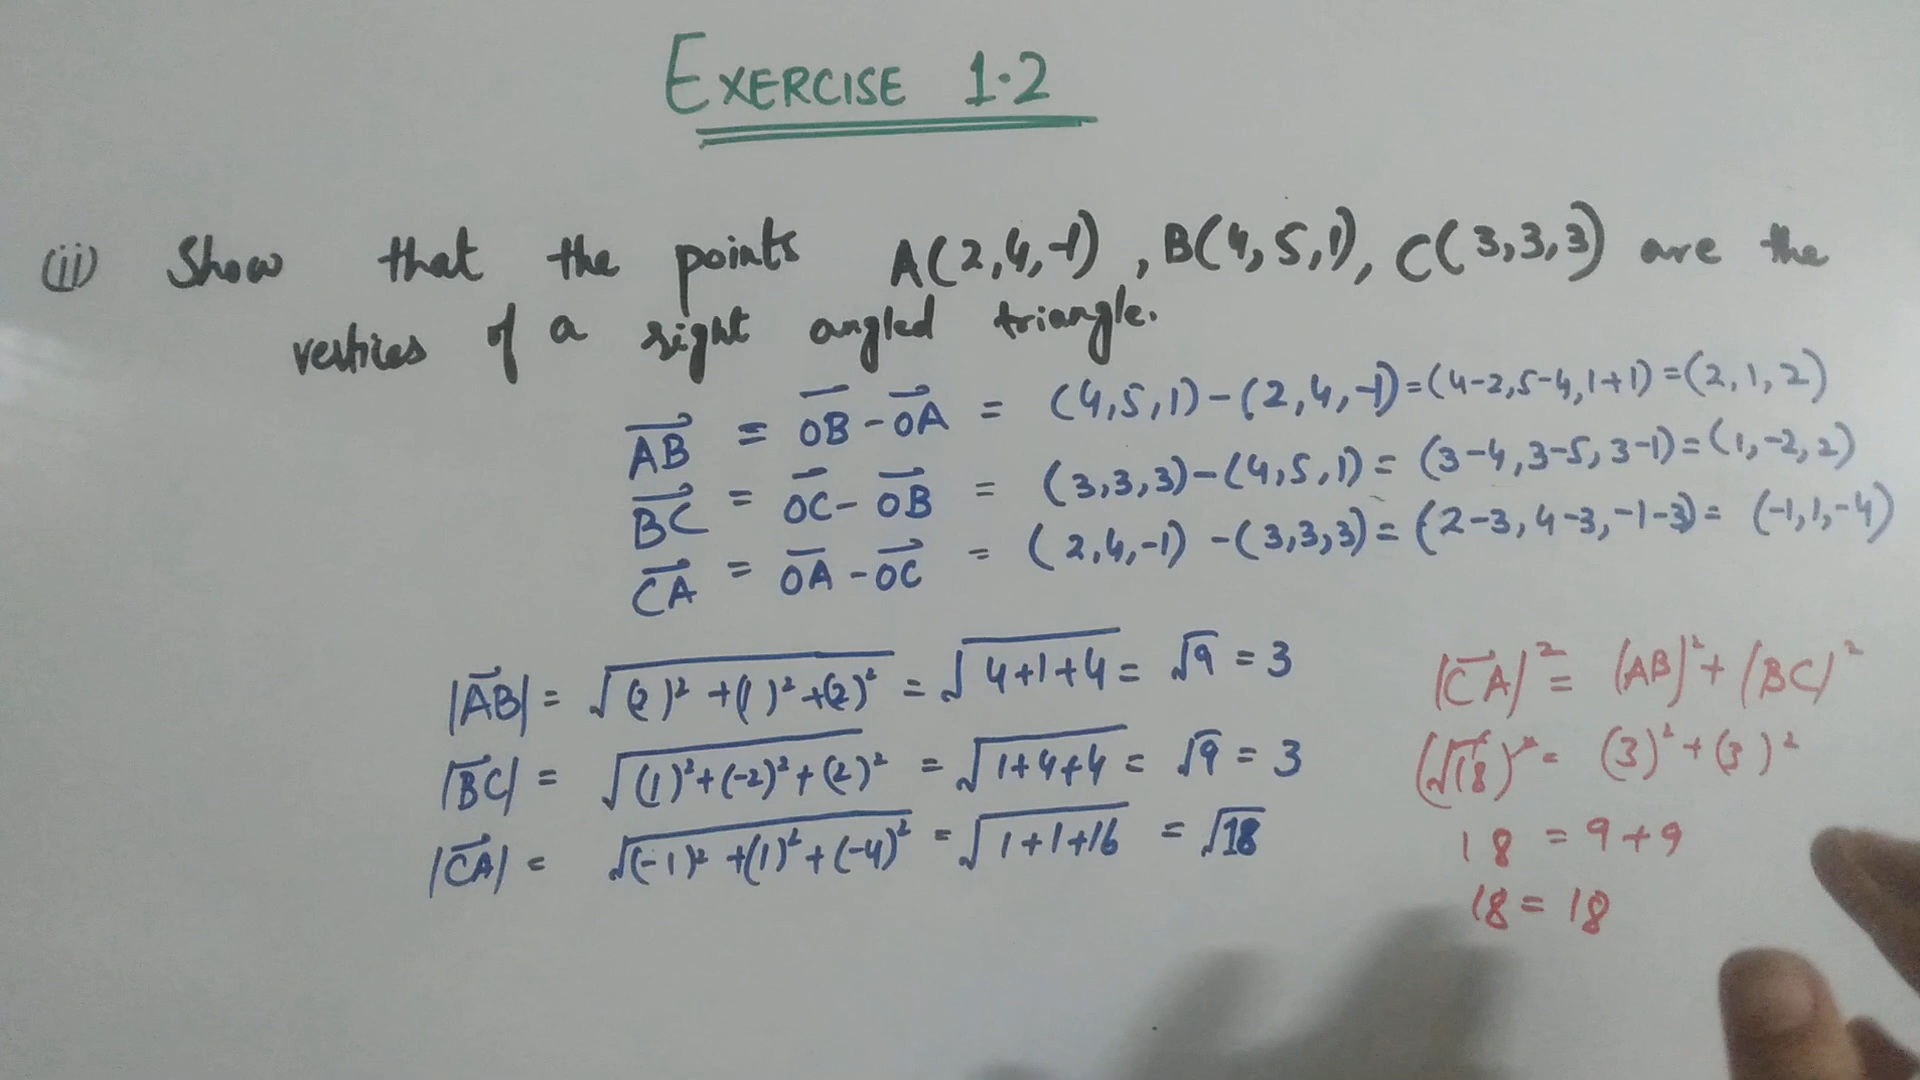 EXERCISE 1.2
(ii) Show that the points A(2,4,-1), B(4,5,1), C(3,3,3) are the
vertices of a right angled triangle.
AB = OB - OA = (4,5,1)-(2,4,-1)=(4-2,5-4,1+1)=(2,1,2)
BC = OC - OB = (3,3,3)-(4,5,1)=(3-4,3-5,3-1)=(1,-2,2)
CA = OA - OC = (2,4,-1)-(3,3,3)=(2-3,4-3,-1-3)=(-1,1,-4)
|AB| = √(2)²+(1)²+(2)² = √4+1+4 = √9 = 3
|BC| = √(1)²+(-2)²+(2)² = √1+4+4 = √9 = 3
|CA| = √(-1)²+(1)²+(-4)² = √1+1+16 = √18
|CA|² = |AB|²+|BC|²
(√18)² = (3)²+(3)²
18 = 9+9
18 = 18